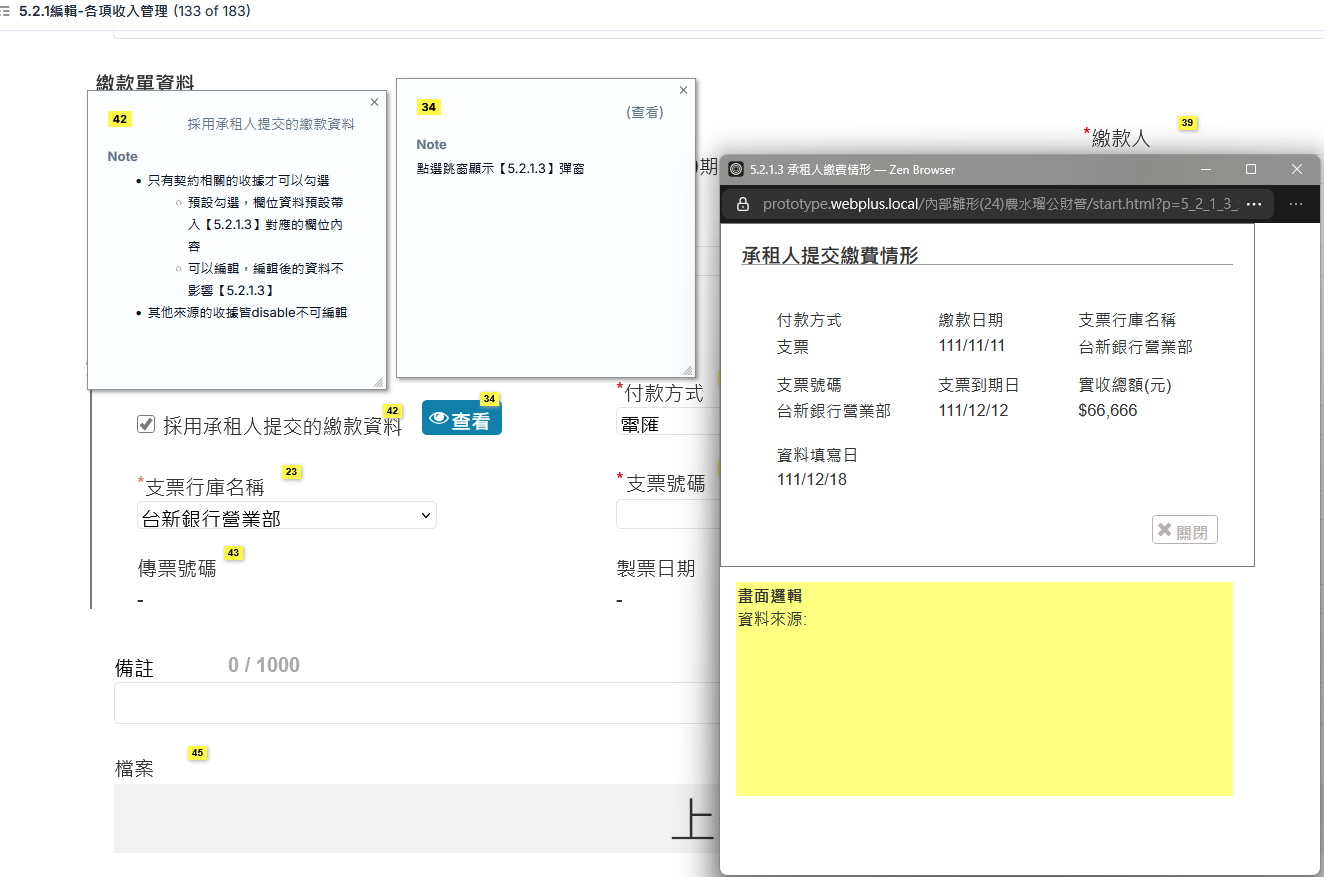 5.2.1編輯-各項收入管理 (133 of 183)
繳款單資料
42
採用承租人提交的繳款資料
Note
只有契約相關的收據才可以勾選
預設勾選，欄位資料預設帶
入【5.2.1.3】對應的欄位內
容
可以編輯，編輯後的資料不
影響【5.2.1.3】
其他來源的收據皆disable不可編輯
34
(查看)
Note
點選跳窗顯示【5.2.1.3】彈窗
39
*繳款人
期
5.2.1.3 承租人繳費情形 — Zen Browser
prototype.webplus.local/內部雛形(24)農水瑠公財管/start.html?p=5_2_1_3_
承租人提交繳費情形
付款方式
支票
繳款日期
111/11/11
支票行庫名稱
台新銀行營業部
支票號碼
台新銀行營業部
支票到期日
111/12/12
實收總額(元)
$66,666
資料填寫日
111/12/18
關閉
畫面邏輯
資料來源:
採用承租人提交的繳款資料
42
查看
34
*付款方式
電匯
*支票行庫名稱
23
台新銀行營業部
*支票號碼
傳票號碼
43
-
製票日期
-
備註
0 / 1000
檔案
45
上